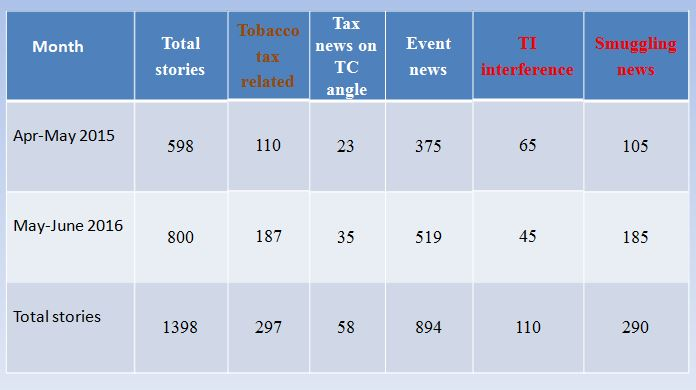 Month Total stories Tobacco tax related Tax news on TC angle Event news TI interference Smuggling news
Apr-May 2015 598 110 23 375 65 105
May-June 2016 800 187 35 519 45 185
Total stories 1398 297 58 894 110 290